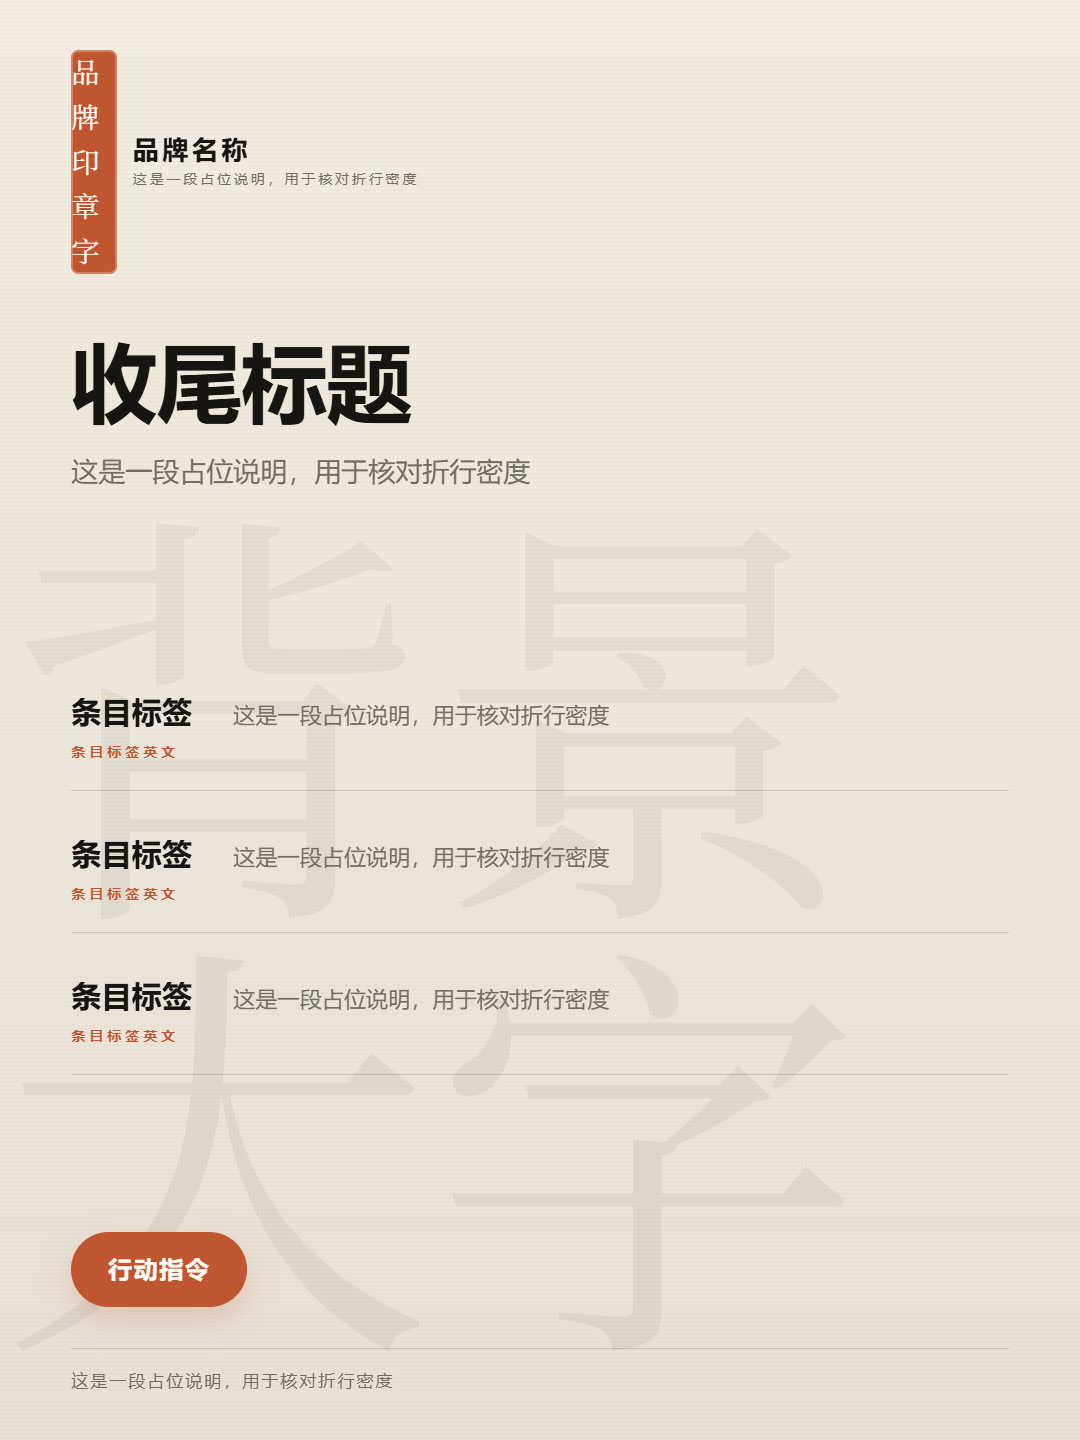 品牌印章字
品牌名称
这是一段占位说明，用于核对折行密度
收尾标题
这是一段占位说明，用于核对折行密度
背景
大字
条目标签
这是一段占位说明，用于核对折行密度
条目标签英文
条目标签
这是一段占位说明，用于核对折行密度
条目标签英文
条目标签
这是一段占位说明，用于核对折行密度
条目标签英文
行动指令
这是一段占位说明，用于核对折行密度